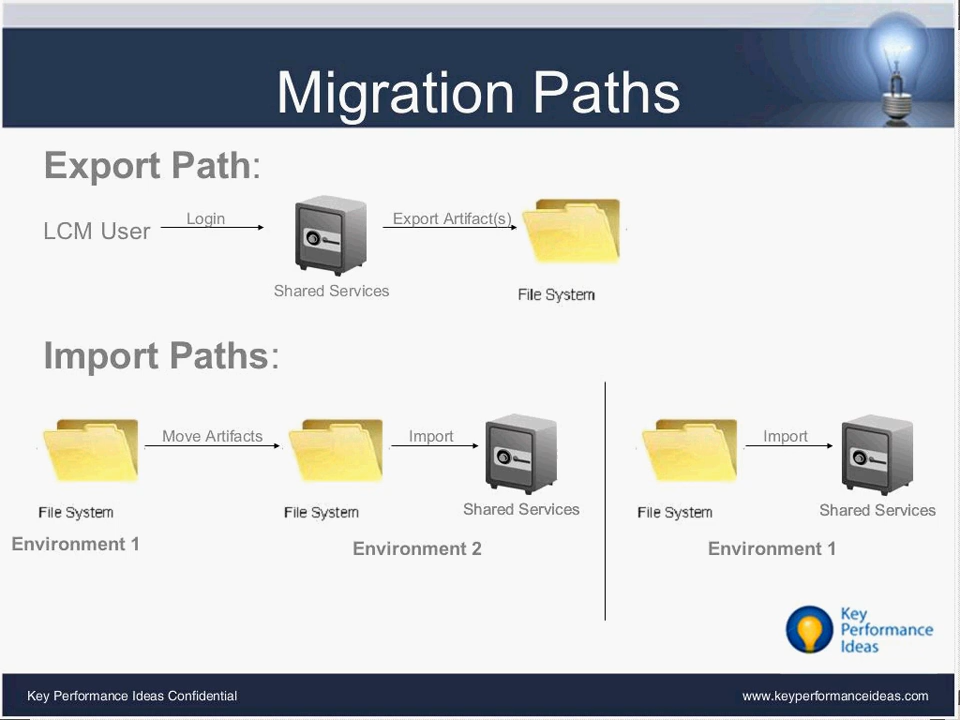 Migration Paths
Export Path:
LCM User
Login
Export Artifact(s)
Shared Services
File System
Import Paths:
Move Artifacts
Import
Import
File System
File System
Shared Services
File System
Shared Services
Environment 1
Environment 2
Environment 1
Key
Performance
Ideas
Key Performance Ideas Confidential
www.keyperformanceideas.com